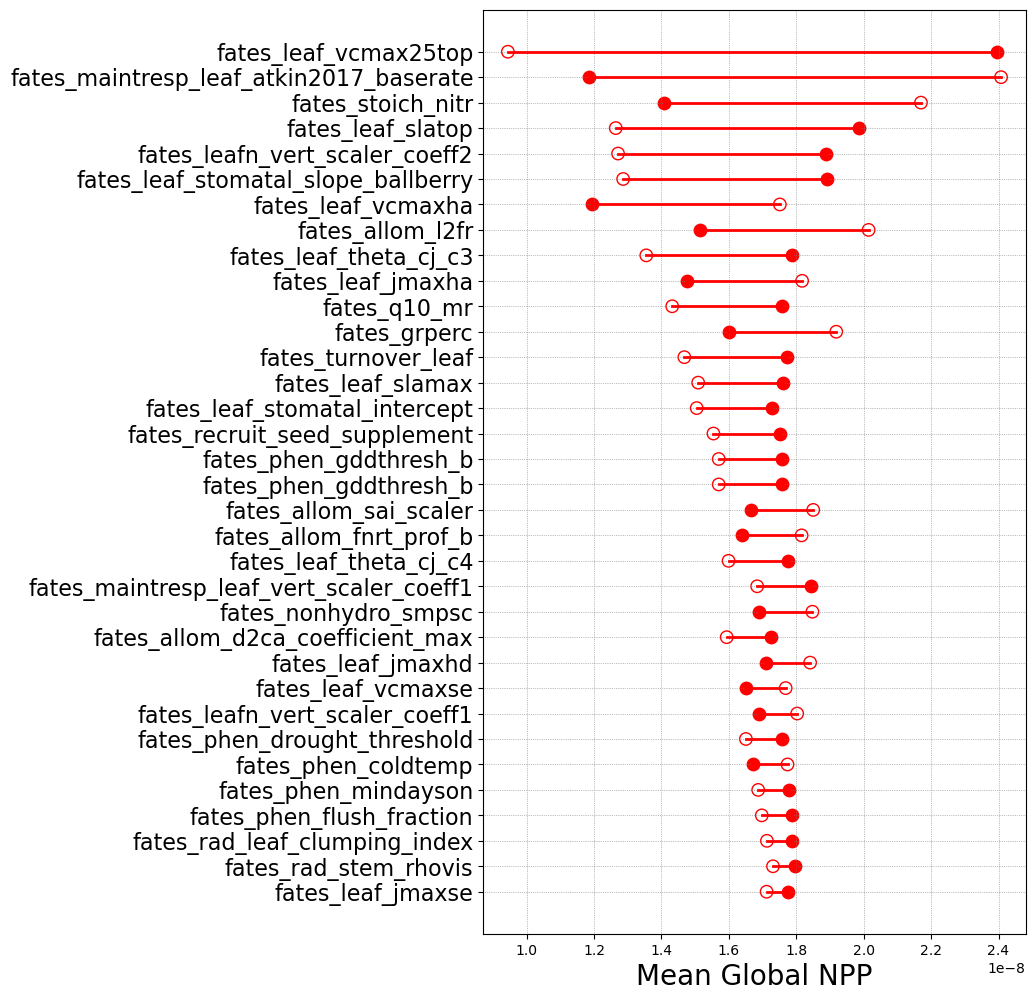 fates_leaf_vcmax25top
fates_maintresp_leaf_atkin2017_baserate
fates_stoich_nitr
fates_leaf_slatop
fates_leafn_vert_scaler_coeff2
fates_leaf_stomatal_slope_ballberry
fates_leaf_vcmaxha
fates_allom_l2fr
fates_leaf_theta_cj_c3
fates_leaf_jmaxha
fates_q10_mr
fates_grperc
fates_turnover_leaf
fates_leaf_slamax
fates_leaf_stomatal_intercept
fates_recruit_seed_supplement
fates_phen_gddthresh_b
fates_phen_gddthresh_b
fates_allom_sai_scaler
fates_allom_fnrt_prof_b
fates_leaf_theta_cj_c4
fates_maintresp_leaf_vert_scaler_coeff1
fates_nonhydro_smpsc
fates_allom_d2ca_coefficient_max
fates_leaf_jmaxhd
fates_leaf_vcmaxse
fates_leafn_vert_scaler_coeff1
fates_phen_drought_threshold
fates_phen_coldtemp
fates_phen_mindayson
fates_phen_flush_fraction
fates_rad_leaf_clumping_index
fates_rad_stem_rhovis
fates_leaf_jmaxse
1.0 1.2 1.4 1.6 1.8 2.0 2.2 2.4
1e−8
Mean Global NPP